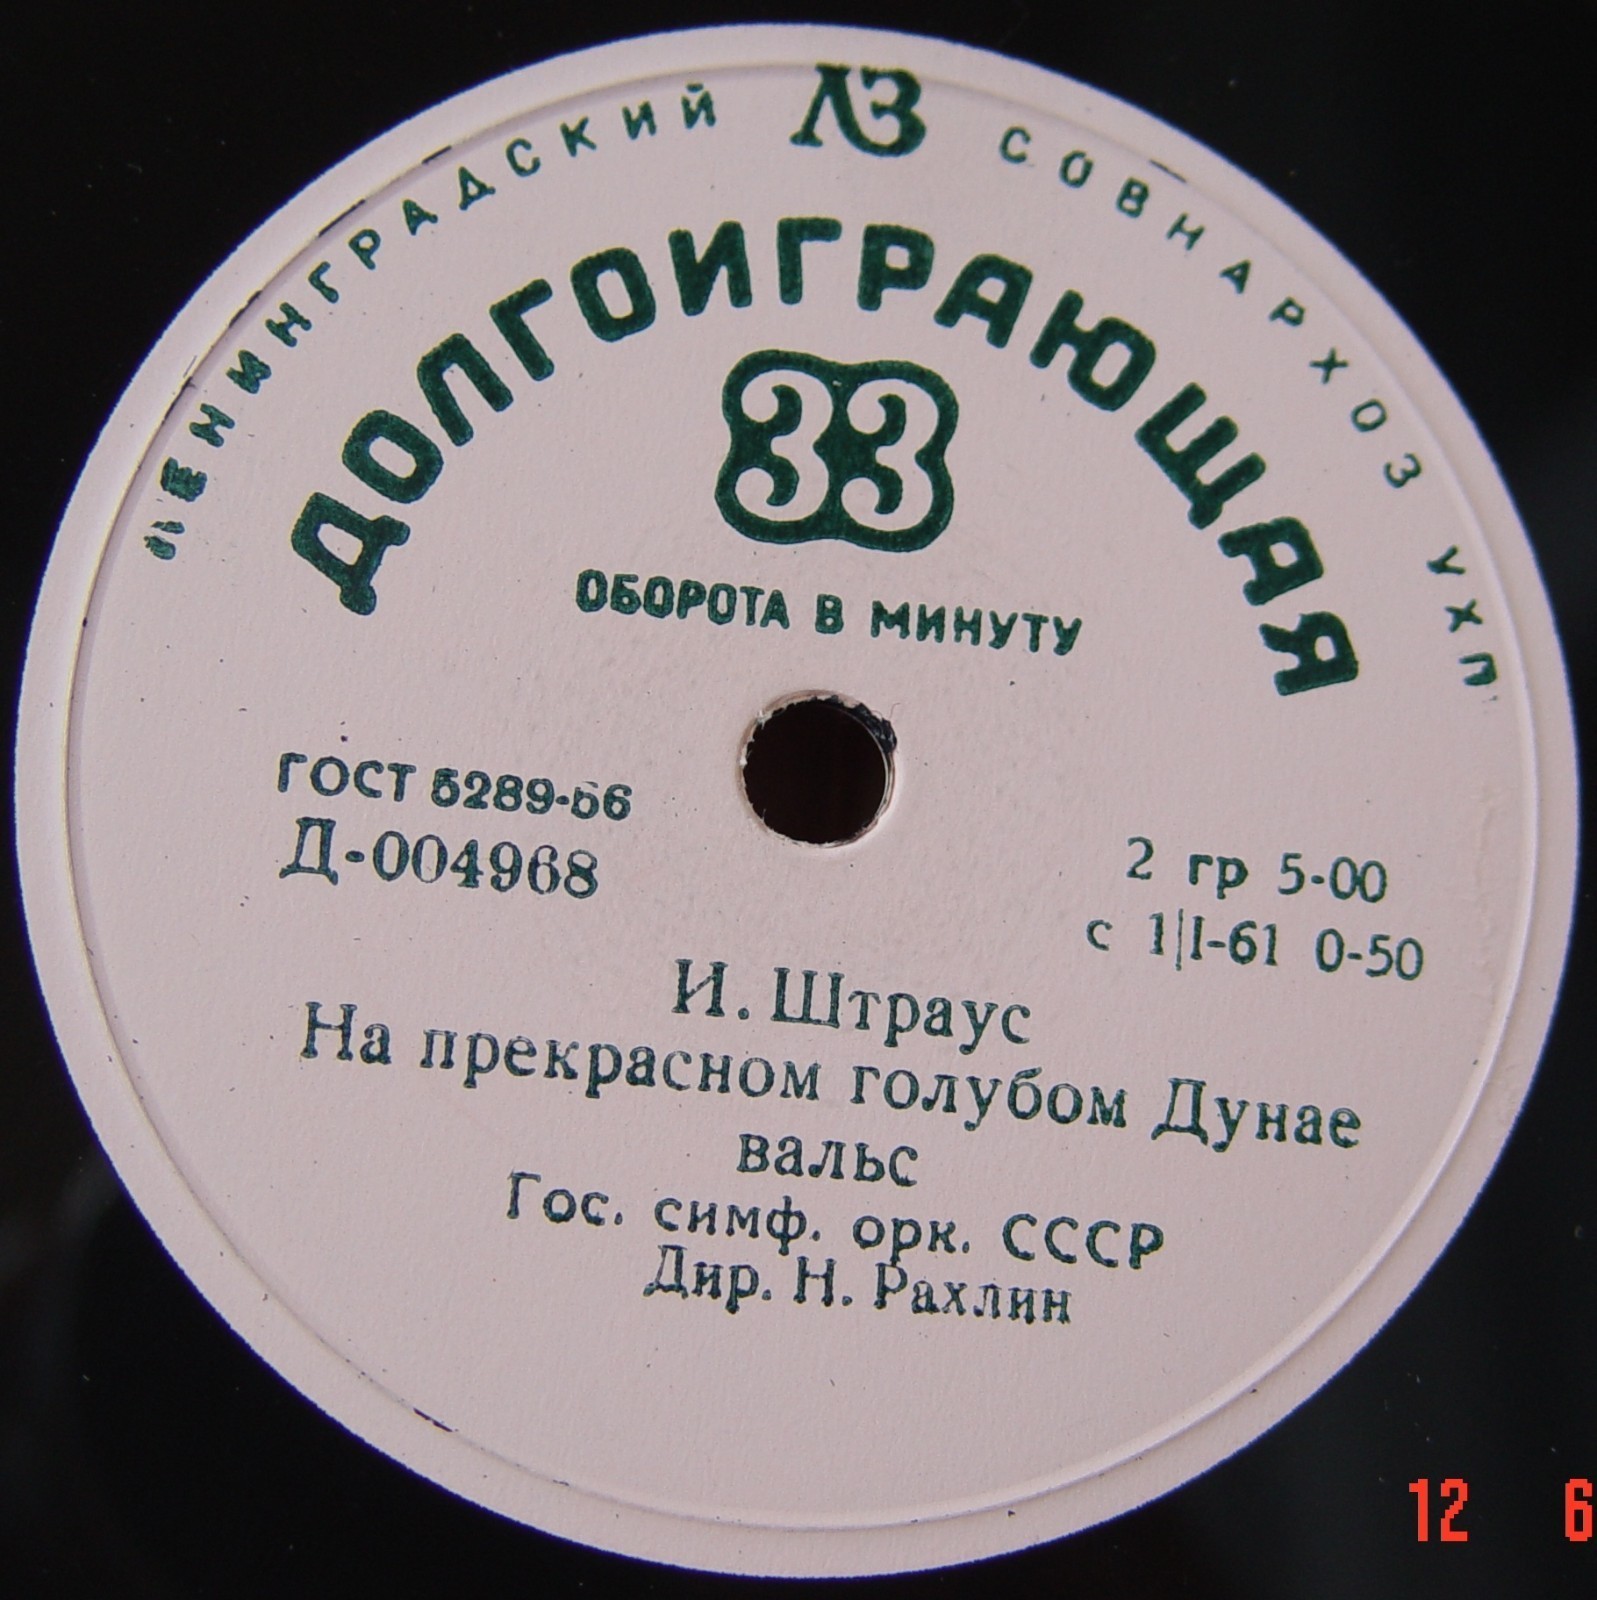 ЛЕНИНГРАДСКИЙ ЛЗ СОВНАРХОЗ УХП
ДОЛГОИГРАЮЩАЯ
33
ОБОРОТА В МИНУТУ
ГОСТ 5289-56
Д-004968
2 гр 5-00
с 1|I-61 0-50
И. Штраус
На прекрасном голубом Дунае
вальс
Гос. симф. орк. СССР
Дир. Н. Рахлин
12 6